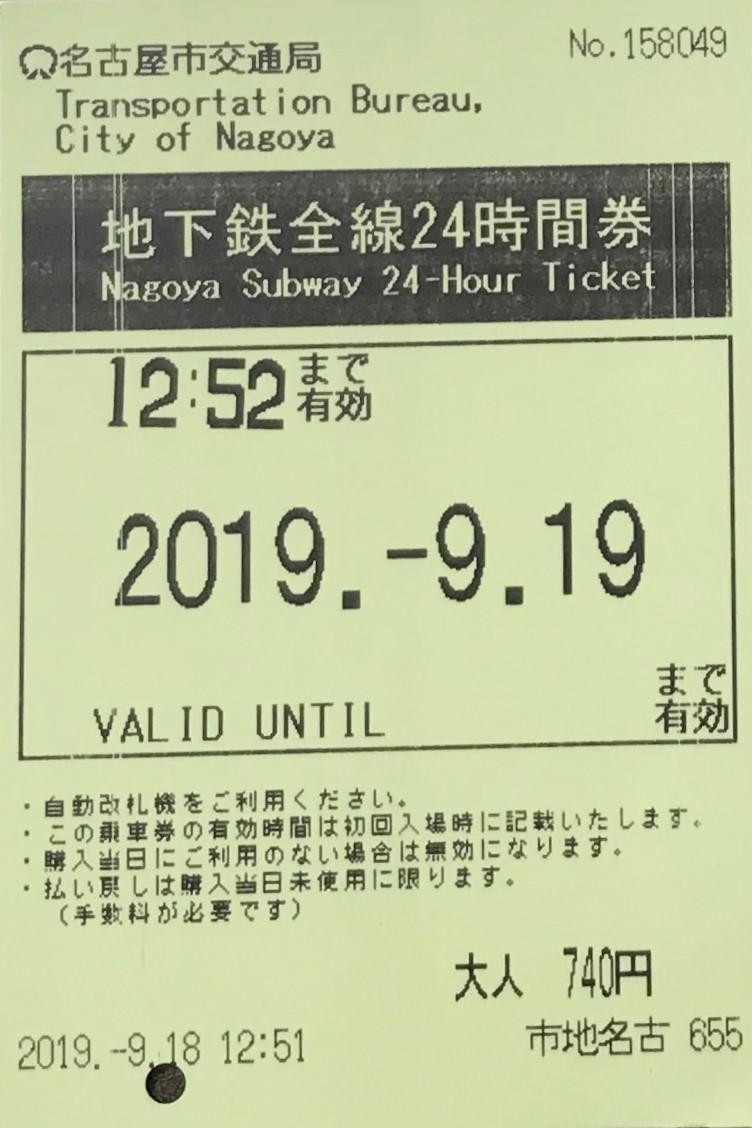 名古屋市交通局
No.158049
Transportation Bureau,
City of Nagoya
地下鉄全線24時間券
Nagoya Subway 24-Hour Ticket
12:52まで
有効
2019.-9.19
まで
VALID UNTIL 有効
・自動改札機をご利用ください。
・この乗車券の有効時間は初回入場時に記載いたします。
・購入当日にご利用のない場合は無効になります。
・払い戻しは購入当日未使用に限ります。
（手数料が必要です）
大人 740円
2019.-9.18 12:51
市地名古 655